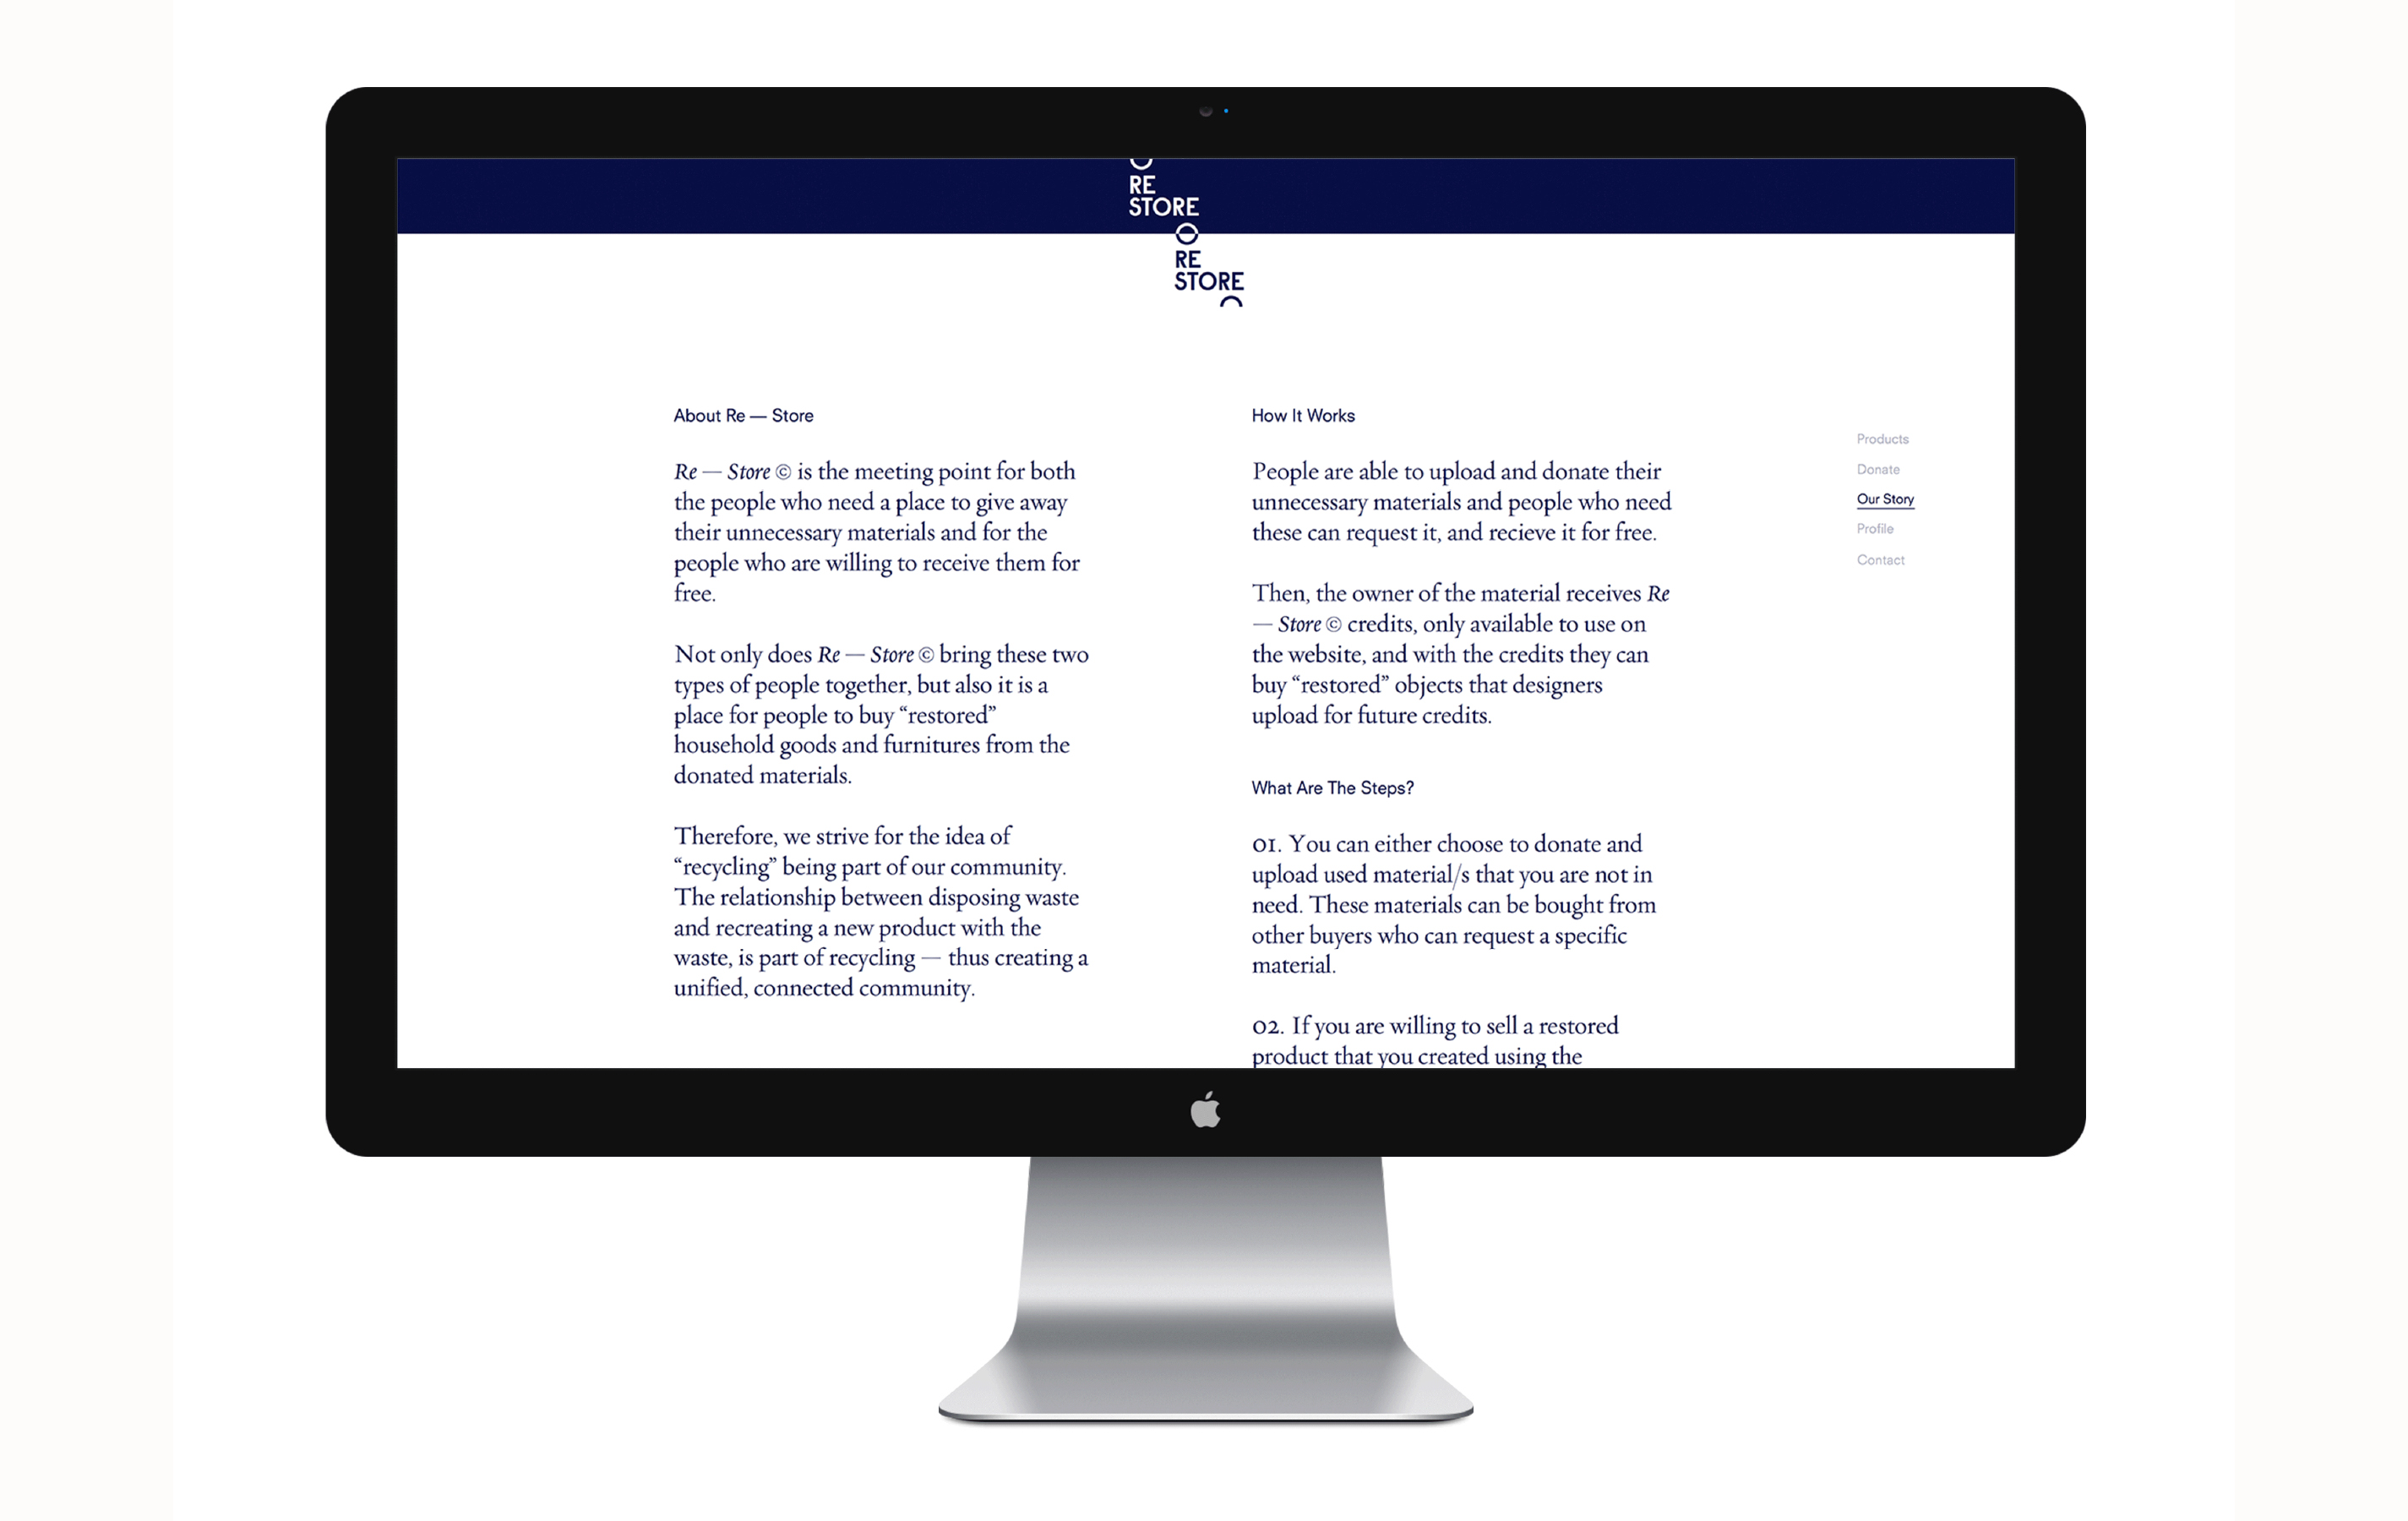 RE
STORE
RE
STORE
About Re — Store
Re — Store © is the meeting point for both
the people who need a place to give away
their unnecessary materials and for the
people who are willing to receive them for
free.
Not only does Re — Store © bring these two
types of people together, but also it is a
place for people to buy “restored”
household goods and furnitures from the
donated materials.
Therefore, we strive for the idea of
“recycling” being part of our community.
The relationship between disposing waste
and recreating a new product with the
waste, is part of recycling — thus creating a
unified, connected community.
How It Works
People are able to upload and donate their
unnecessary materials and people who need
these can request it, and recieve it for free.
Then, the owner of the material receives Re
— Store © credits, only available to use on
the website, and with the credits they can
buy “restored” objects that designers
upload for future credits.
What Are The Steps?
01. You can either choose to donate and
upload used material/s that you are not in
need. These materials can be bought from
other buyers who can request a specific
material.
02. If you are willing to sell a restored
product that you created using the
Products
Donate
Our Story
Profile
Contact